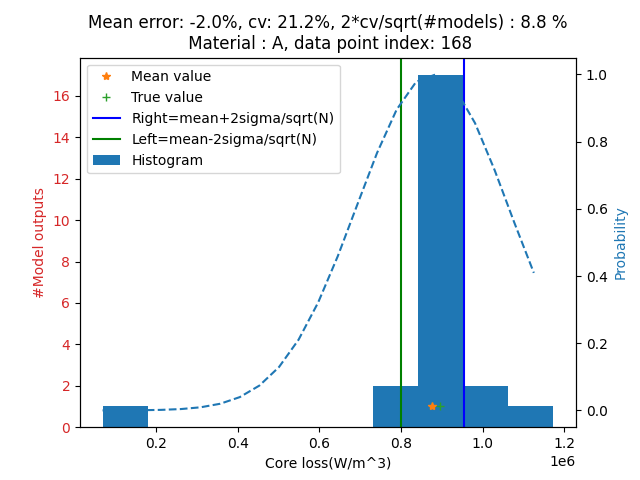 Mean error: -2.0%, cv: 21.2%, 2*cv/sqrt(#models) : 8.8 %
Material : A, data point index: 168
Mean value
True value
Right=mean+2sigma/sqrt(N)
Left=mean-2sigma/sqrt(N)
Histogram
#Model outputs
16
14
12
10
8
6
4
2
0
1.0
0.8
0.6
0.4
0.2
0.0
Probability
0.2 0.4 0.6 0.8 1.0 1.2
1e6
Core loss(W/m^3)